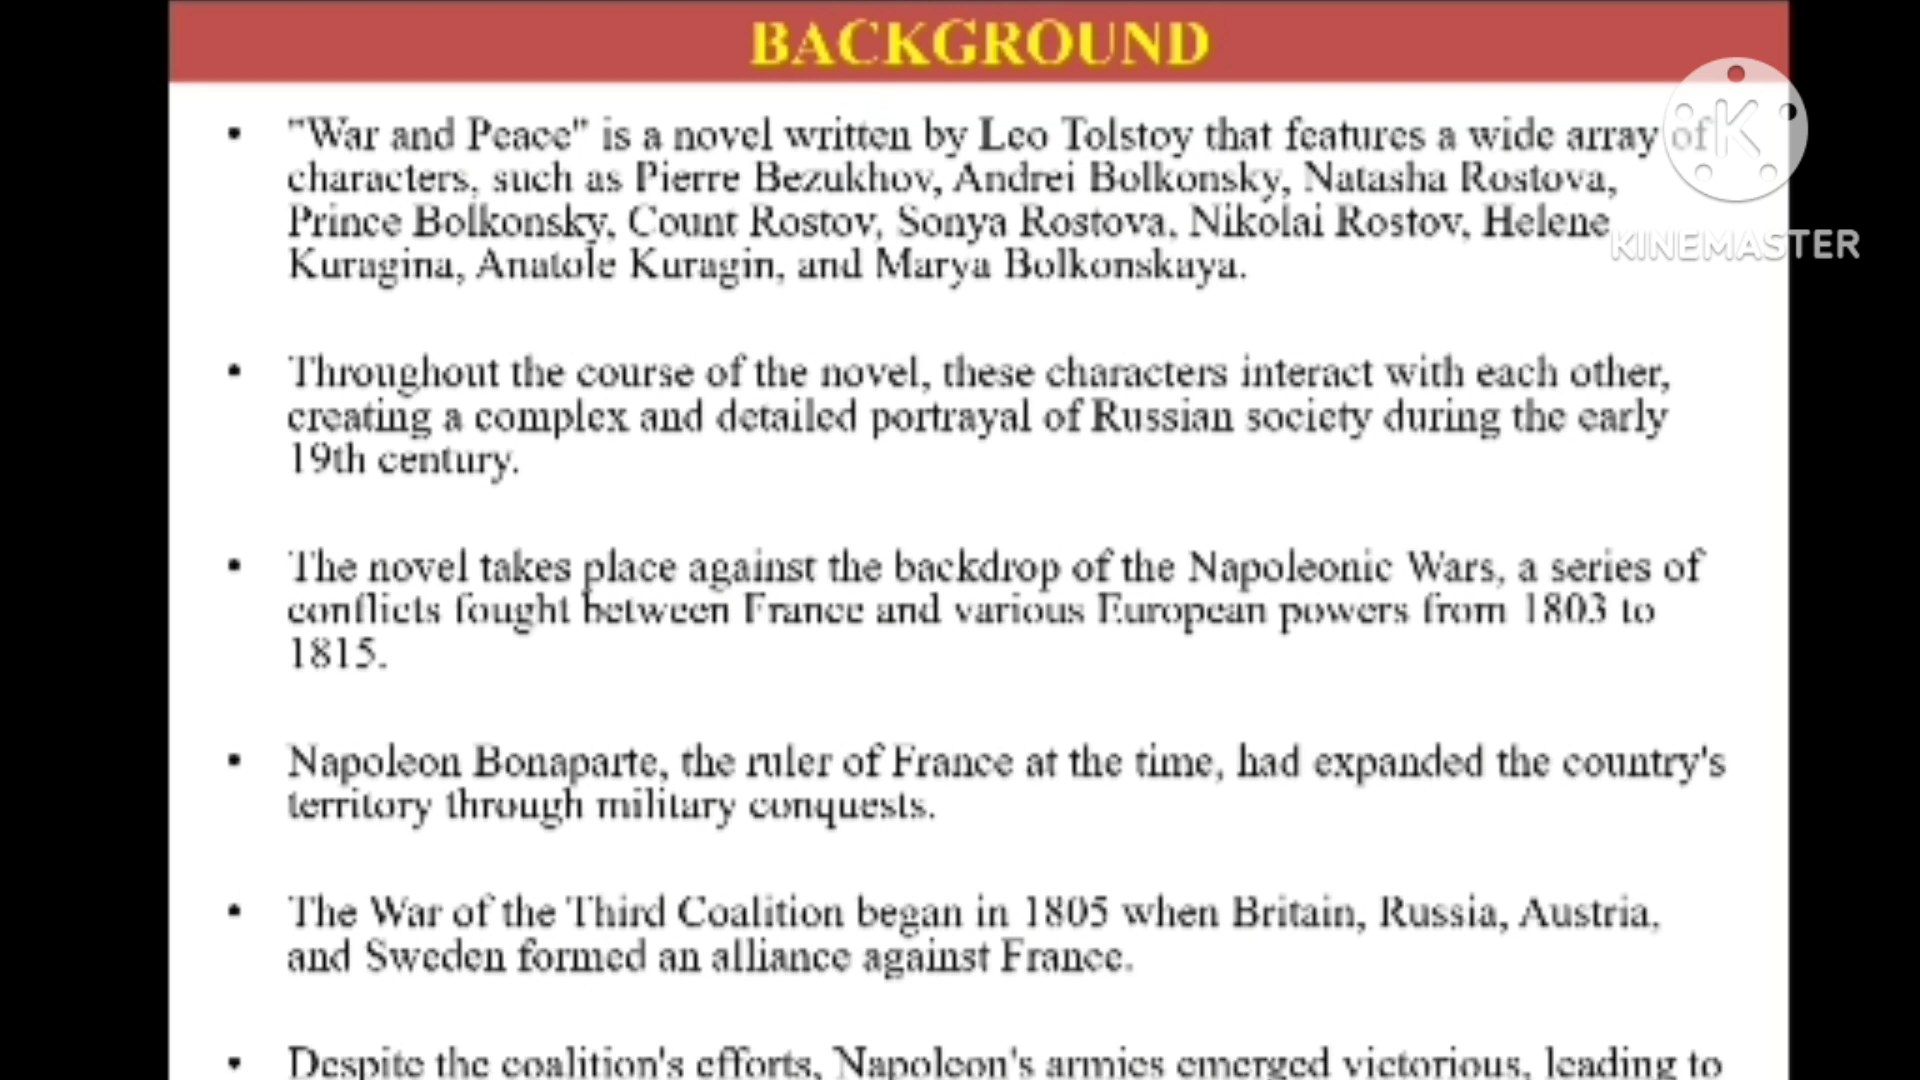 BACKGROUND
• "War and Peace" is a novel written by Leo Tolstoy that features a wide array of
characters, such as Pierre Bezukhov, Andrei Bolkonsky, Natasha Rostova,
Prince Bolkonsky, Count Rostov, Sonya Rostova, Nikolai Rostov, Helene
Kuragina, Anatole Kuragin, and Marya Bolkonskaya.
K
KINEMASTER
• Throughout the course of the novel, these characters interact with each other,
creating a complex and detailed portrayal of Russian society during the early
19th century.
• The novel takes place against the backdrop of the Napoleonic Wars, a series of
conflicts fought between France and various European powers from 1803 to
1815.
• Napoleon Bonaparte, the ruler of France at the time, had expanded the country's
territory through military conquests.
• The War of the Third Coalition began in 1805 when Britain, Russia, Austria,
and Sweden formed an alliance against France.
• Despite the coalition's efforts, Napoleon's armies emerged victorious, leading to